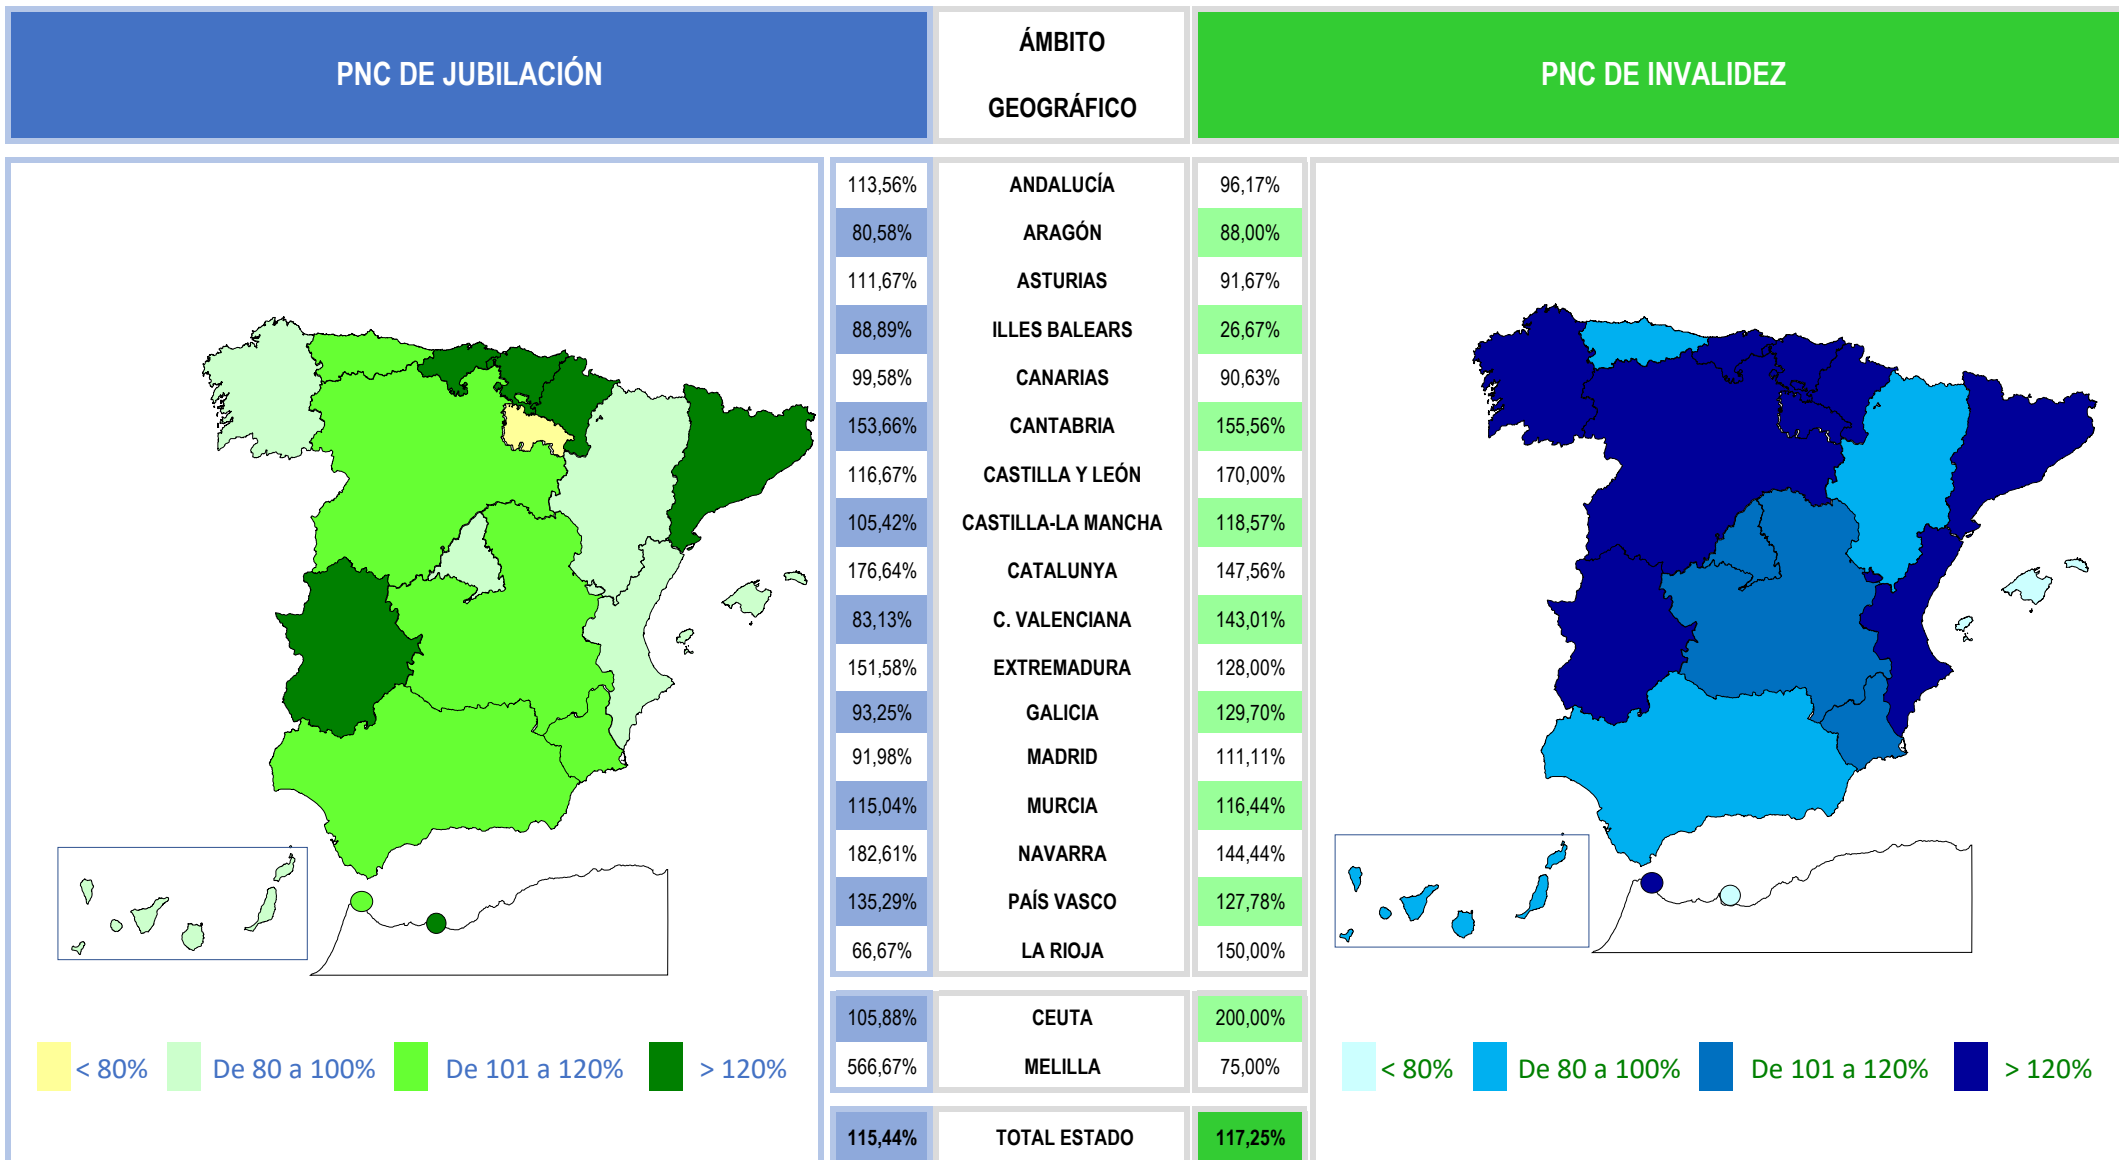 PNC DE JUBILACIÓN
ÁMBITO
GEOGRÁFICO
PNC DE INVALIDEZ
113,56% ANDALUCÍA 96,17%
80,58% ARAGÓN 88,00%
111,67% ASTURIAS 91,67%
88,89% ILLES BALEARS 26,67%
99,58% CANARIAS 90,63%
153,66% CANTABRIA 155,56%
116,67% CASTILLA Y LEÓN 170,00%
105,42% CASTILLA-LA MANCHA 118,57%
176,64% CATALUNYA 147,56%
83,13% C. VALENCIANA 143,01%
151,58% EXTREMADURA 128,00%
93,25% GALICIA 129,70%
91,98% MADRID 111,11%
115,04% MURCIA 116,44%
182,61% NAVARRA 144,44%
135,29% PAÍS VASCO 127,78%
66,67% LA RIOJA 150,00%
105,88% CEUTA 200,00%
566,67% MELILLA 75,00%
115,44% TOTAL ESTADO 117,25%
< 80% De 80 a 100% De 101 a 120% > 120%
< 80% De 80 a 100% De 101 a 120% > 120%